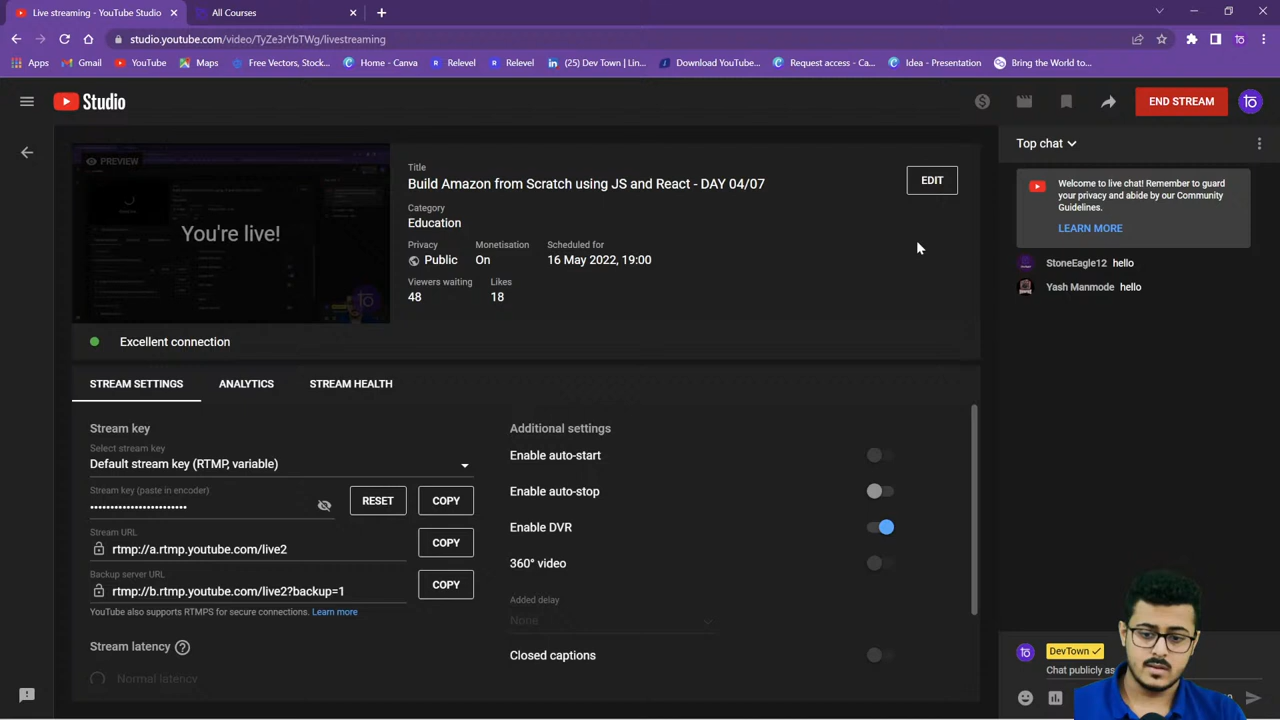 Live streaming - YouTube Studio
All Courses
studio.youtube.com/video/TyZe3rYbTWg/livestreaming
Apps
Gmail
YouTube
Maps
Free Vectors, Stock...
Home - Canva
Relevel
Relevel
(25) Dev Town | Lin...
Download YouTube...
Request access - Ca...
Idea - Presentation
Bring the World to...
Studio
END STREAM
PREVIEW
You're live!
Title
Build Amazon from Scratch using JS and React - DAY 04/07
EDIT
Category
Education
Privacy
Monetisation
Scheduled for
Public
On
16 May 2022, 19:00
Viewers waiting
Likes
48
18
Excellent connection
Top chat
Welcome to live chat! Remember to guard
your privacy and abide by our Community
Guidelines.
LEARN MORE
StoneEagle12 hello
Yash Manmode hello
STREAM SETTINGS
ANALYTICS
STREAM HEALTH
Stream key
Select stream key
Default stream key (RTMP, variable)
Stream key (paste in encoder)
RESET
COPY
Stream URL
rtmp://a.rtmp.youtube.com/live2
COPY
Backup server URL
rtmp://b.rtmp.youtube.com/live2?backup=1
COPY
YouTube also supports RTMPS for secure connections. Learn more
Stream latency
Normal latency
Additional settings
Enable auto-start
Enable auto-stop
Enable DVR
360° video
Added delay
None
Closed captions
DevTown
Chat publicly as